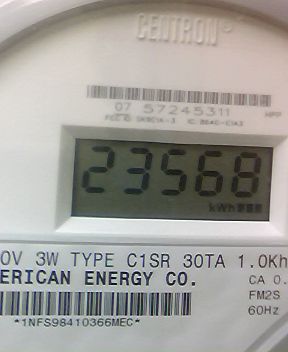 CENTRON®
07 57245311
23568
kWh
0V 3W TYPE C1SR 30TA 1.0Kh
ERICAN ENERGY CO.
CA 0.
FM2S
60Hz
*1NFS98410366MEC*